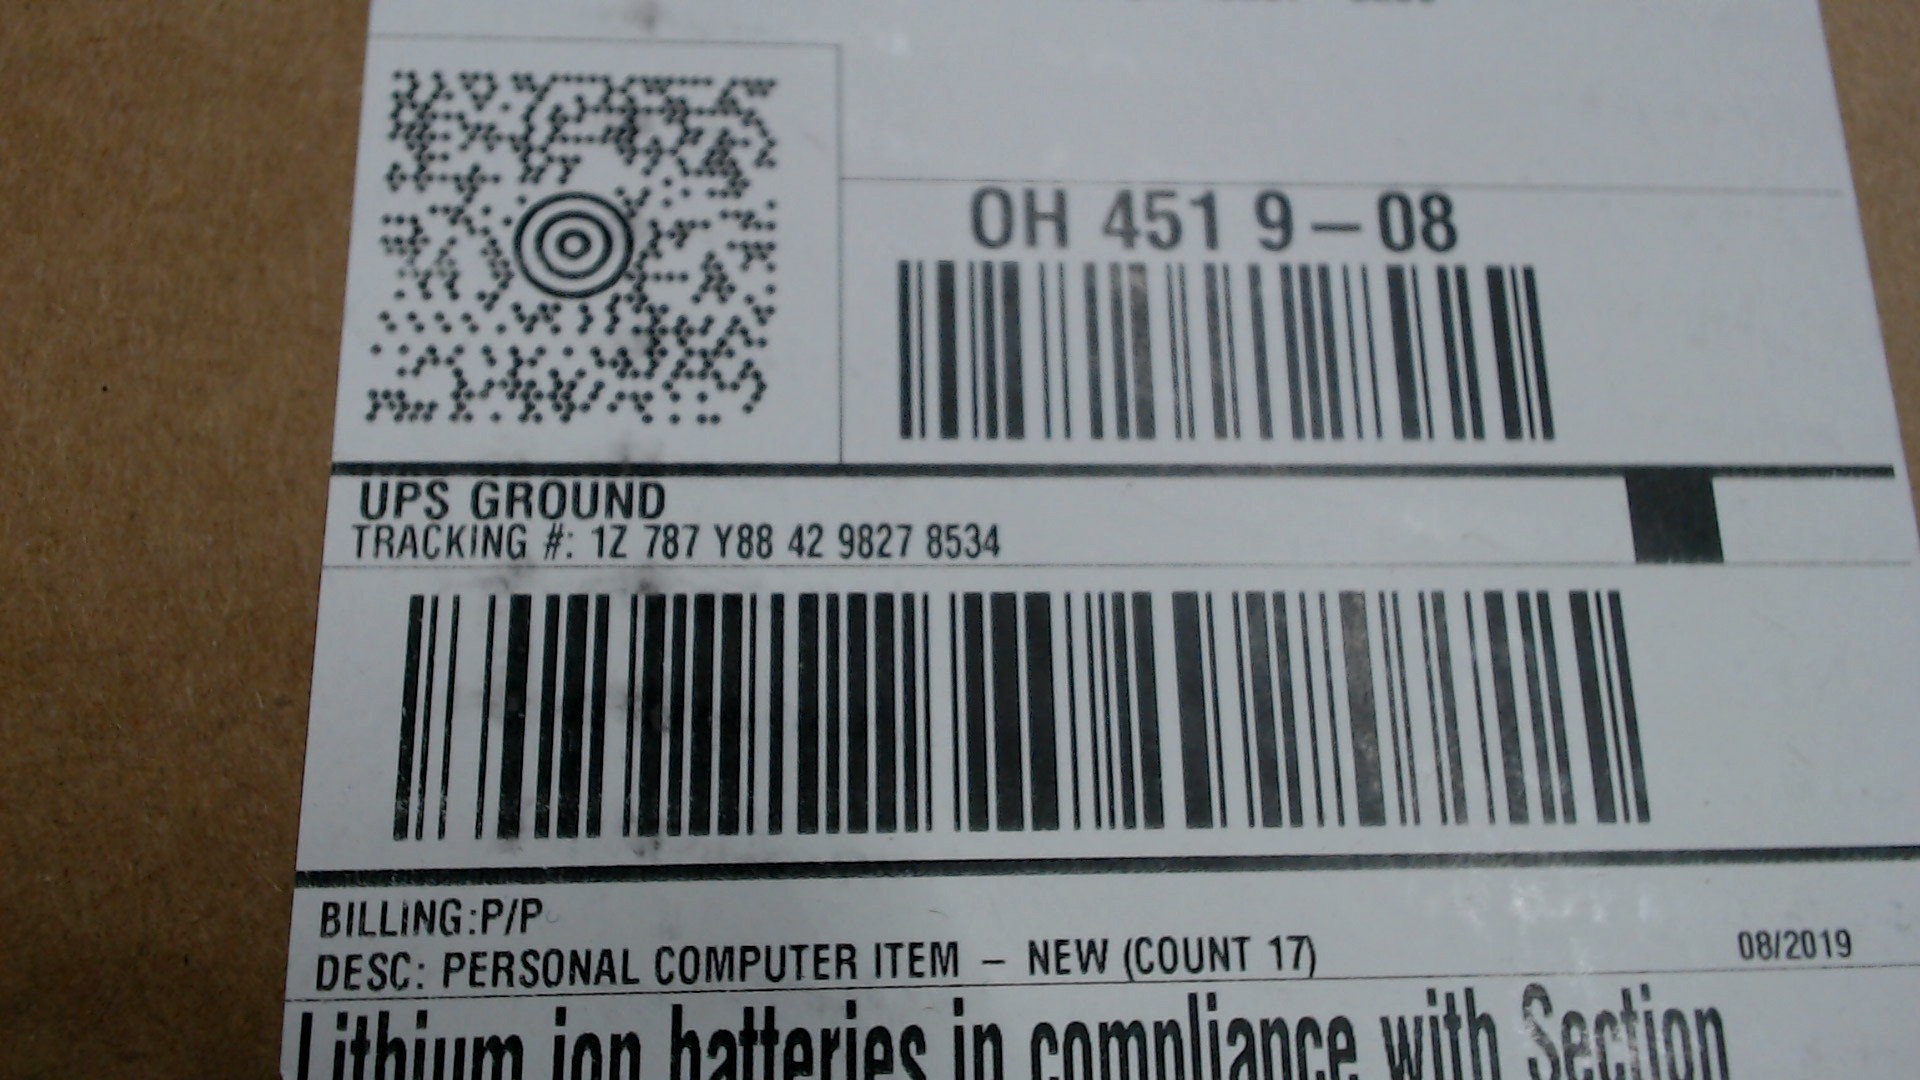 OH 451 9-08
UPS GROUND
TRACKING #: 1Z 787 Y88 42 9827 8534
BILLING:P/P
DESC: PERSONAL COMPUTER ITEM - NEW (COUNT 17)
08/2019
Lithium ion batteries in compliance with Section